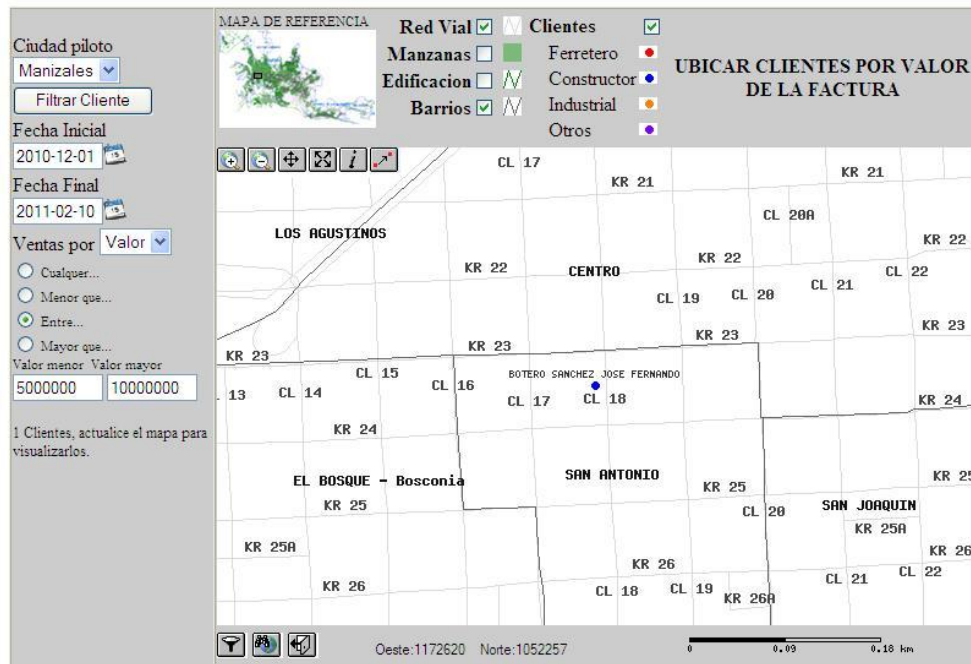 Ciudad piloto
Manizales
Filtrar Cliente
Fecha Inicial
2010-12-01
Fecha Final
2011-02-10
Ventas por Valor
Cualquer...
Menor que...
Entre...
Mayor que...
Valor menor Valor mayor
5000000 10000000
1 Clientes, actualice el mapa para
visualizarlos.
MAPA DE REFERENCIA
Red Vial
Manzanas
Edificacion
Barrios
Clientes
Ferretero
Constructor
Industrial
Otros
UBICAR CLIENTES POR VALOR
DE LA FACTURA
CL 17
KR 21
KR 21
CL 20A
LOS AGUSTINOS
KR 22
KR 22
CENTRO
KR 22
CL 22
CL 21
CL 19
CL 20
KR 23
KR 23
KR 23
KR 23
BOTERO SANCHEZ JOSE FERNANDO
CL 15
CL 16
13
CL 14
CL 17
CL 18
KR 24
KR 24
EL BOSQUE - Bosconia
SAN ANTONIO
KR 25
KR 25
KR 25
SAN JOAQUIN
CL 20
KR 25A
KR 25A
KR 26
KR 26
KR 26
CL 18
CL 19
KR 26A
CL 21
CL 22
Oeste:1172620 Norte:1052257
0 0.09 0.18 km